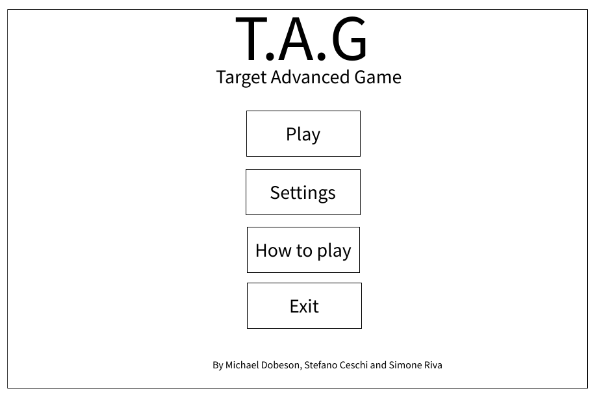 T.A.G
Target Advanced Game
Play
Settings
How to play
Exit
By Michael Dobeson, Stefano Ceschi and Simone Riva